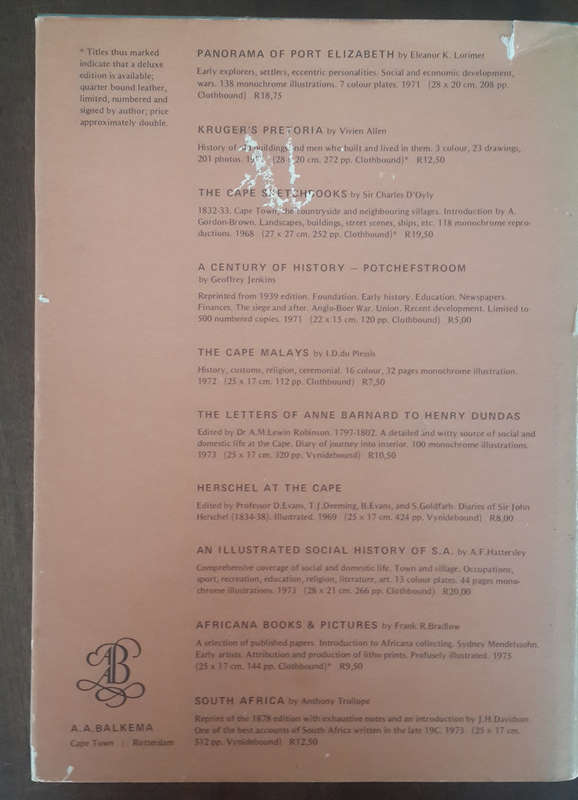 * Titles thus marked
indicate that a deluxe
edition is available;
quarter bound leather,
limited, numbered and
signed by author; price
approximately double.
PANORAMA OF PORT ELIZABETH by Eleanor K. Lorimer
Early explorers, settlers, eccentric personalities. Social and economic development,
wars. 138 monochrome illustrations. 7 colour plates. 1971 (28 x 20 cm. 208 pp.
Clothbound) R18,75
KRUGER'S PRETORIA by Vivien Allen
History of buildings and men who built and lived in them. 3 colour, 23 drawings,
201 photos. (28 x 20 cm. 272 pp. Clothbound)* R12,50
THE CAPE SKETCHBOOKS by Sir Charles D'Oyly
1832-33. Cape Town, the countryside and neighbouring villages. Introduction by A.
Gordon-Brown. Landscapes, buildings, street scenes, ships, etc. 118 monochrome repro-
ductions. 1968 (27 x 27 cm. 252 pp. Clothbound)* R19,50
A CENTURY OF HISTORY — POTCHEFSTROOM
by Geoffrey Jenkins
Reprinted from 1939 edition. Foundation. Early history. Education. Newspapers.
Finances. The siege and after. Anglo-Boer War. Union. Recent development. Limited to
500 numbered copies. 1971 (22 x 15 cm. 120 pp. Clothbound) R5,00
THE CAPE MALAYS by I.D.du Plessis
History, customs, religion, ceremonial. 16 colour, 32 pages monochrome illustration.
1972 (25 x 17 cm. 112 pp. Clothbound) R7,50
THE LETTERS OF ANNE BARNARD TO HENRY DUNDAS
Edited by Dr A.M.Lewin Robinson. 1797-1802. A detailed and witty source of social and
domestic life at the Cape. Diary of journey into interior. 100 monochrome illustrations.
1973 (25 x 17 cm. 320 pp. Vynidebound) R10,50
HERSCHEL AT THE CAPE
Edited by Professor D.Evans, T.J.Deeming, B.Evans, and S.Goldfarb. Diaries of Sir John
Herschel (1834-38). Illustrated. 1969 (25 x 17 cm. 424 pp. Vynidebound) R8,00
AN ILLUSTRATED SOCIAL HISTORY OF S.A. by A.F.Hattersley
Comprehensive coverage of social and domestic life. Town and village. Occupations,
sport, recreation, education, religion, literature, art. 13 colour plates. 44 pages mono-
chrome illustrations. 1973 (28 x 21 cm. 266 pp. Clothbound) R20,00
AFRICANA BOOKS & PICTURES by Frank R.Bradlow
A selection of published papers. Introduction to Africana collecting. Sydney Mendelssohn.
Early artists. Attribution and production of litho prints. Profusely illustrated. 1975
(25 x 17 cm. 144 pp. Clothbound)* R9,50
SOUTH AFRICA by Anthony Trollope
Reprint of the 1878 edition with exhaustive notes and an introduction by J.H.Davidson.
One of the best accounts of South Africa written in the late 19C. 1973 (25 x 17 cm.
512 pp. Vynidebound) R12,50
AB
A.A.BALKEMA
Cape Town : Rotterdam